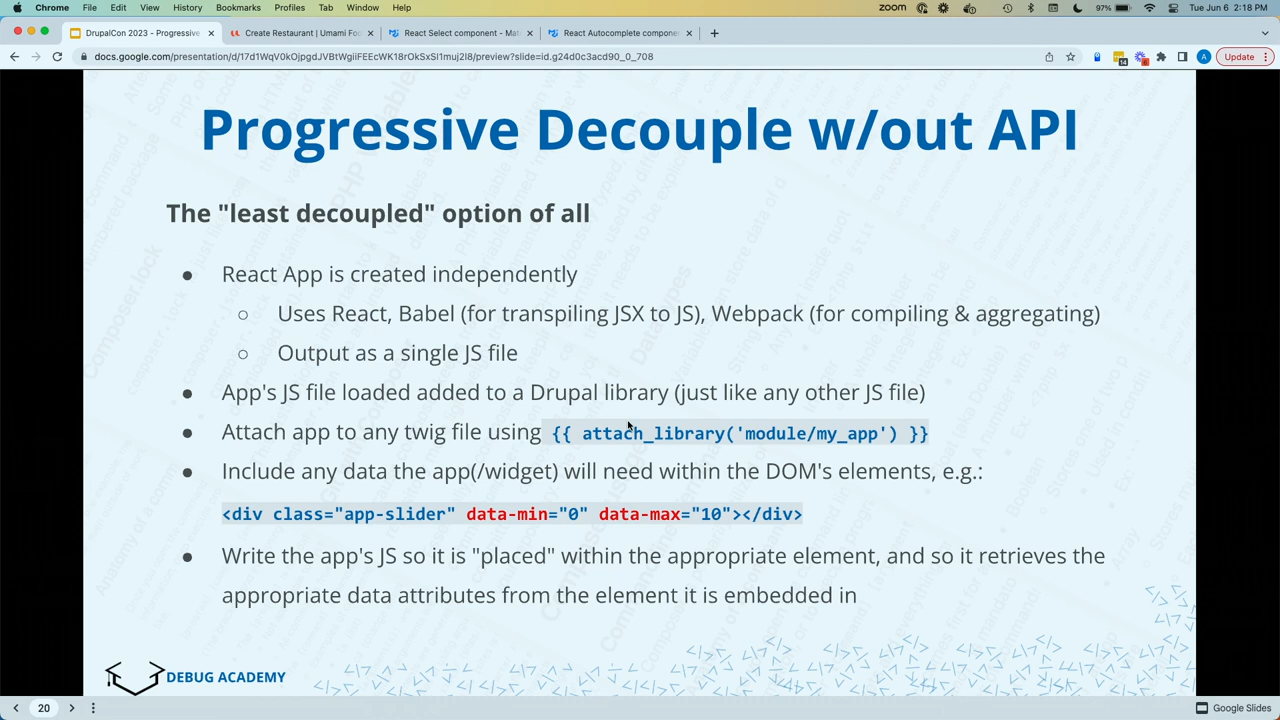 Chrome File Edit View History Bookmarks Profiles Tab Window Help zoom 97% Tue Jun 6 2:18 PM
DrupalCon 2023 - Progressive Create Restaurant | Umami Foo React Select component - Mat React Autocomplete compone
docs.google.com/presentation/d/17d1WqV0kOjpgdJVBtWgiiFEEcWK18rOkSxSI1muj2I8/preview?slide=id.g24d0c3acd90_0_708 14 6 A Update
Progressive Decouple w/out API
The "least decoupled" option of all
● React App is created independently
○ Uses React, Babel (for transpiling JSX to JS), Webpack (for compiling & aggregating)
○ Output as a single JS file
● App's JS file loaded added to a Drupal library (just like any other JS file)
● Attach app to any twig file using {{ attach_library('module/my_app') }}
● Include any data the app(/widget) will need within the DOM's elements, e.g.:
<div class="app-slider" data-min="0" data-max="10"></div>
● Write the app's JS so it is "placed" within the appropriate element, and so it retrieves the
appropriate data attributes from the element it is embedded in
DEBUG ACADEMY
20 Google Slides